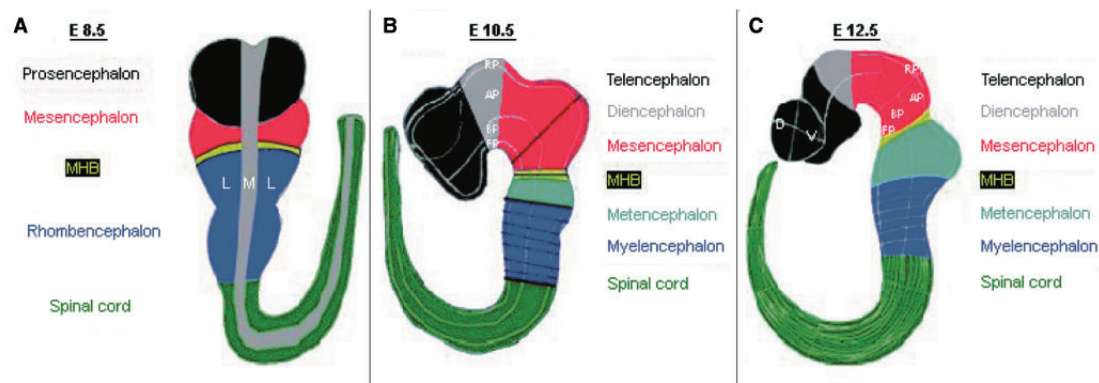 A
E 8.5
Prosencephalon
Mesencephalon
MHB
Rhombencephalon
Spinal cord
L M L
B
E 10.5
RP
AP
BP
FP
Telencephalon
Diencephalon
Mesencephalon
MHB
Metencephalon
Myelencephalon
Spinal cord
C
E 12.5
RP
AP
BP
FP
D
V
Telencephalon
Diencephalon
Mesencephalon
MHB
Metencephalon
Myelencephalon
Spinal cord